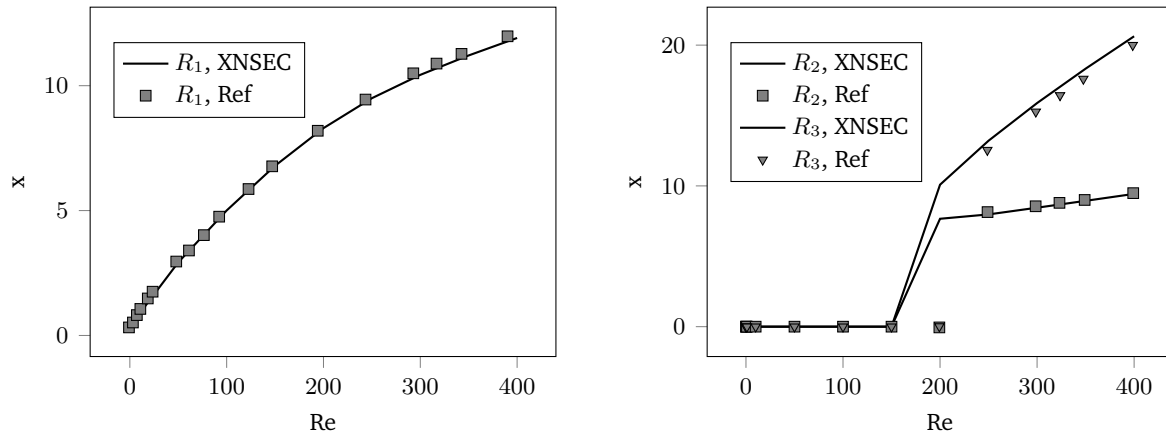 R1, XNSEC
R1, Ref
10
5
0
x
0
100
200
300
400
Re
R2, XNSEC
R2, Ref
R3, XNSEC
R3, Ref
20
10
0
x
0
100
200
300
400
Re